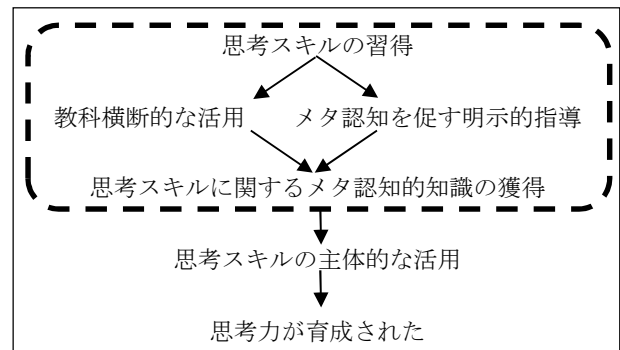 思考スキルの習得
教科横断的な活用 メタ認知を促す明示的指導
思考スキルに関するメタ認知的知識の獲得
思考スキルの主体的な活用
思考力が育成された